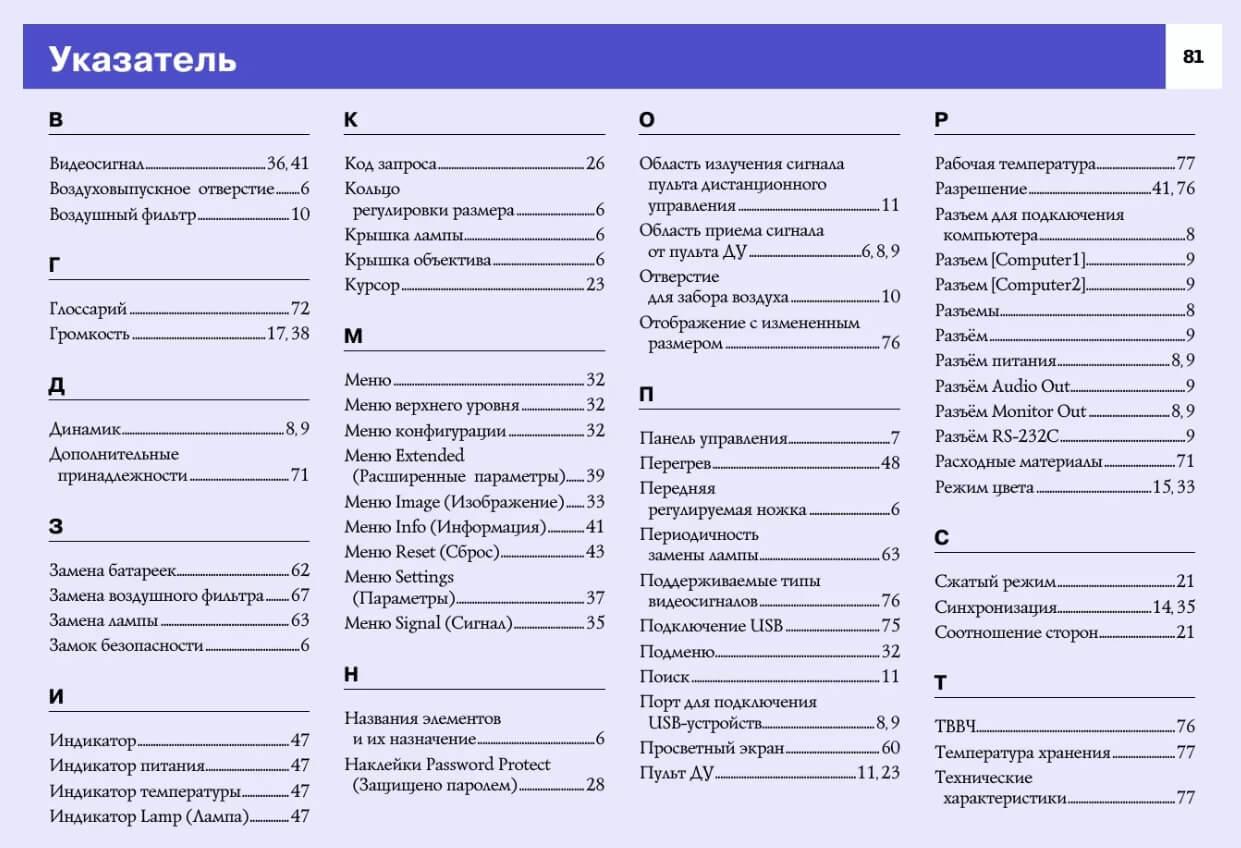 Указатель
81
В
Видеосигнал 36, 41
Воздуховыпускное отверстие 6
Воздушный фильтр 10
Г
Глоссарий 72
Громкость 17, 38
Д
Динамик 8, 9
Дополнительные
принадлежности 71
З
Замена батареек 62
Замена воздушного фильтра 67
Замена лампы 63
Замок безопасности 6
И
Индикатор 47
Индикатор питания 47
Индикатор температуры 47
Индикатор Lamp (Лампа) 47
К
Код запроса 26
Кольцо
регулировки размера 6
Крышка лампы 6
Крышка объектива 6
Курсор 23
М
Меню 32
Меню верхнего уровня 32
Меню конфигурации 32
Меню Extended
(Расширенные параметры) 39
Меню Image (Изображение) 33
Меню Info (Информация) 41
Меню Reset (Сброс) 43
Меню Settings
(Параметры) 37
Меню Signal (Сигнал) 35
Н
Названия элементов
и их назначение 6
Наклейки Password Protect
(Защищено паролем) 28
О
Область излучения сигнала
пульта дистанционного
управления 11
Область приема сигнала
от пульта ДУ 6, 8, 9
Отверстие
для забора воздуха 10
Отображение с измененным
размером 76
П
Панель управления 7
Перегрев 48
Передняя
регулируемая ножка 6
Периодичность
замены лампы 63
Поддерживаемые типы
видеосигналов 76
Подключение USB 75
Подменю 32
Поиск 11
Порт для подключения
USB-устройств 8, 9
Просветный экран 60
Пульт ДУ 11, 23
Р
Рабочая температура 77
Разрешение 41, 76
Разъем для подключения
компьютера 8
Разъем [Computer1] 9
Разъем [Computer2] 9
Разъемы 8
Разъём 9
Разъём питания 8, 9
Разъём Audio Out 9
Разъём Monitor Out 8, 9
Разъём RS-232C 9
Расходные материалы 71
Режим цвета 15, 33
С
Сжатый режим 21
Синхронизация 14, 35
Соотношение сторон 21
Т
ТВВЧ 76
Температура хранения 77
Технические
характеристики 77